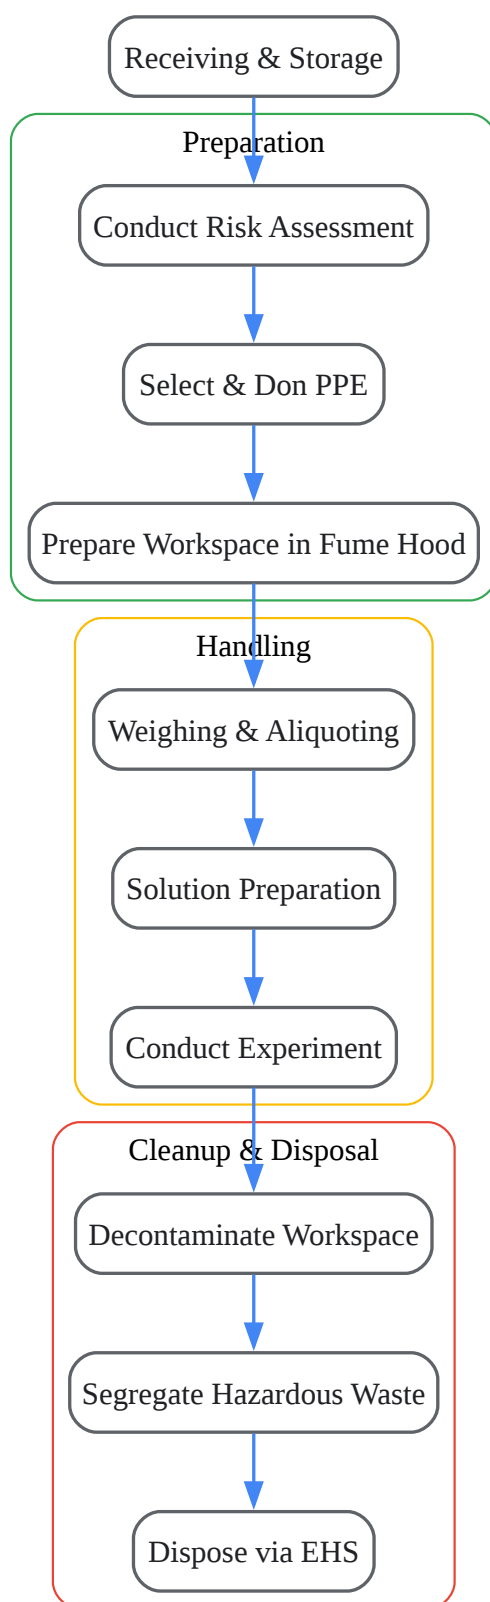 Receiving & Storage
Preparation
Conduct Risk Assessment
Select & Don PPE
Prepare Workspace in Fume Hood
Handling
Weighing & Aliquoting
Solution Preparation
Conduct Experiment
Cleanup & Disposal
Decontaminate Workspace
Segregate Hazardous Waste
Dispose via EHS